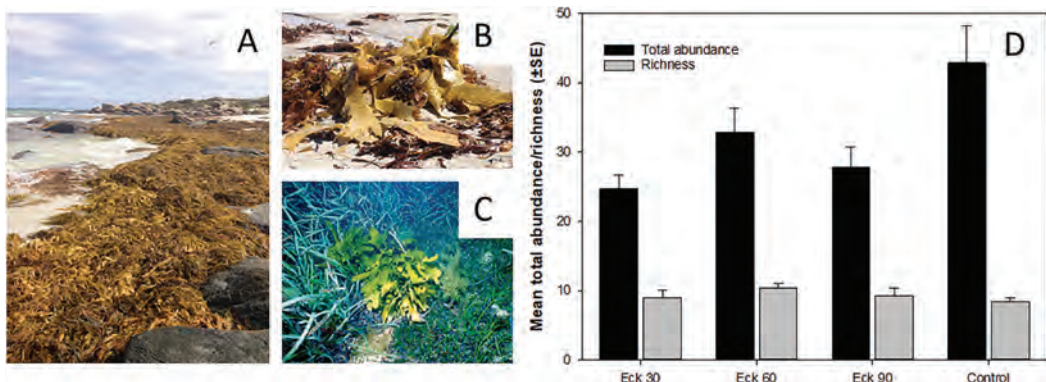 A
B
C
D
Mean total abundance/richness (±SE)
50
40
30
20
10
0
Total abundance
Richness
Eck 30
Eck 60
Eck 90
Control